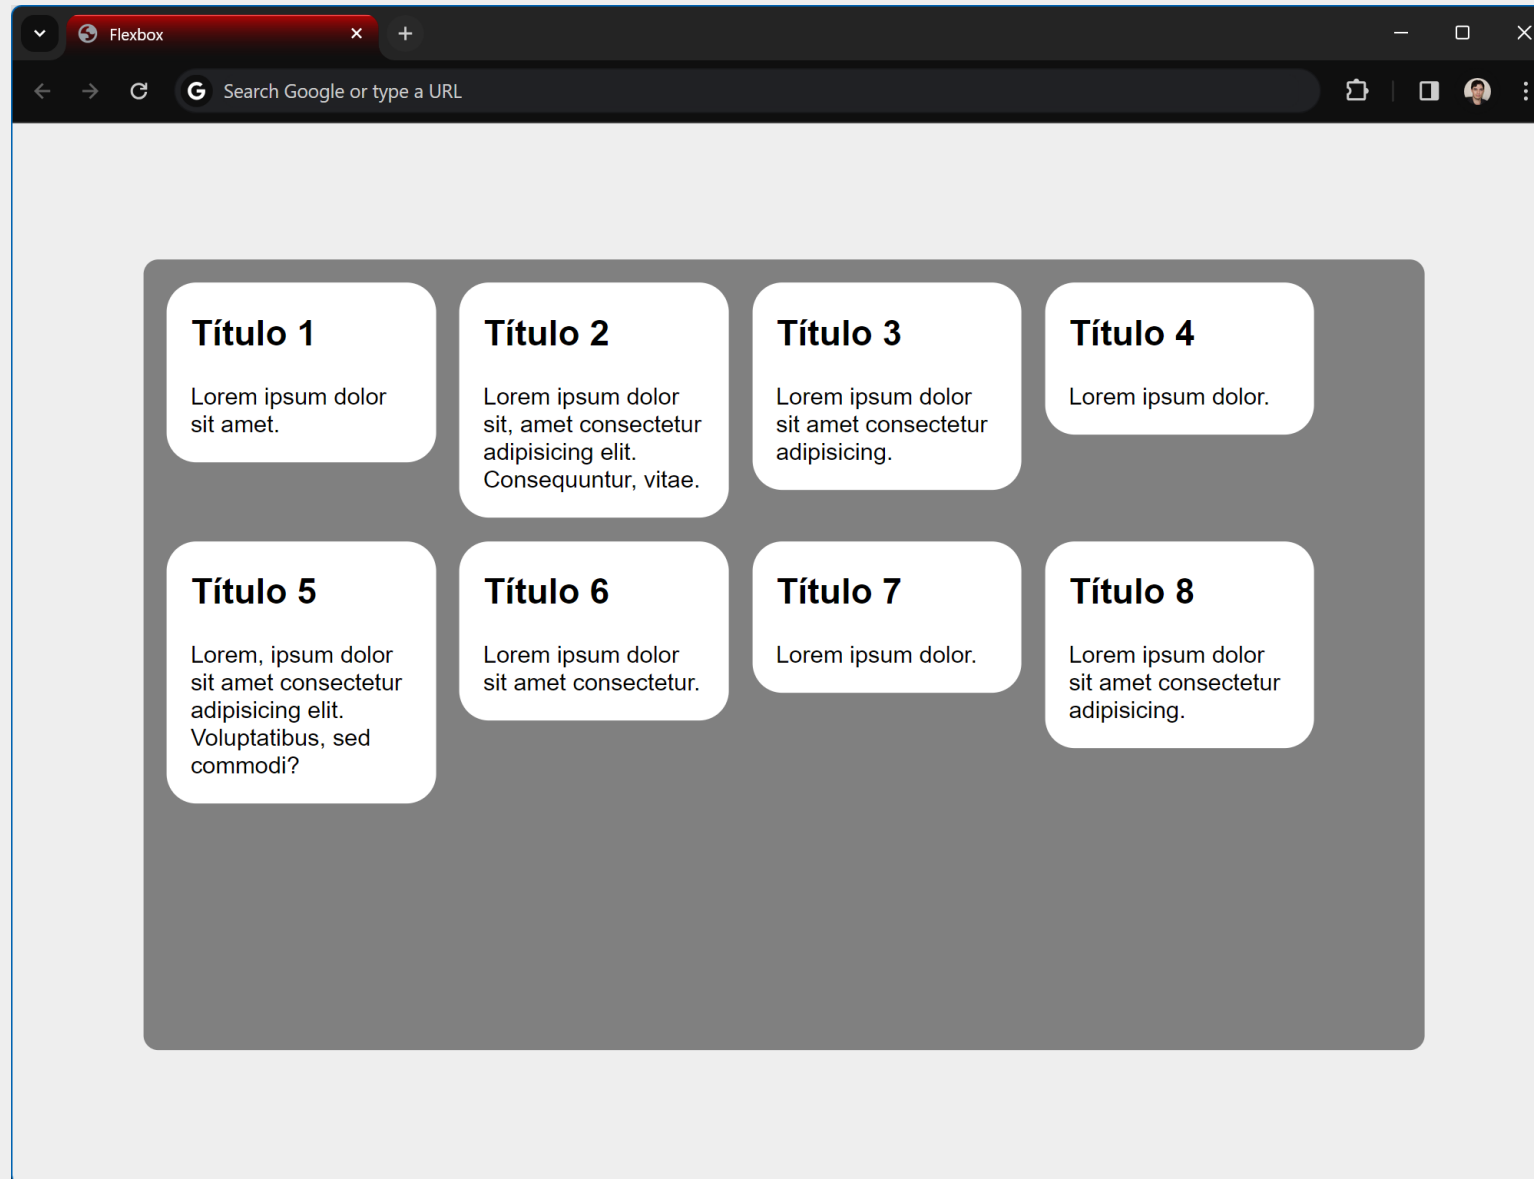 Flexbox
Search Google or type a URL
Título 1
Lorem ipsum dolor
sit amet.
Título 2
Lorem ipsum dolor
sit, amet consectetur
adipisicing elit.
Consequuntur, vitae.
Título 3
Lorem ipsum dolor
sit amet consectetur
adipisicing.
Título 4
Lorem ipsum dolor.
Título 5
Lorem, ipsum dolor
sit amet consectetur
adipisicing elit.
Voluptatibus, sed
commodi?
Título 6
Lorem ipsum dolor
sit amet consectetur.
Título 7
Lorem ipsum dolor.
Título 8
Lorem ipsum dolor
sit amet consectetur
adipisicing.